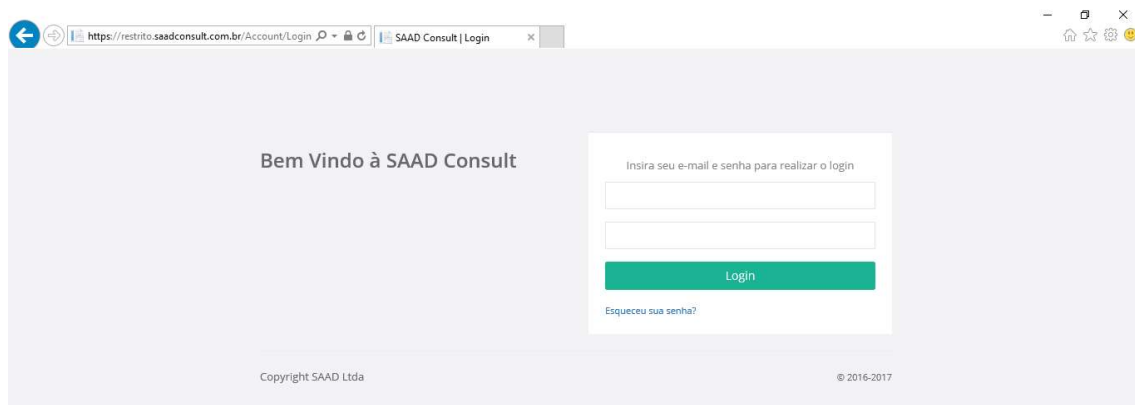 https://restrito.saadconsult.com.br/Account/Login
SAAD Consult | Login
Bem Vindo à SAAD Consult
Insira seu e-mail e senha para realizar o login
Login
Esqueceu sua senha?
Copyright SAAD Ltda
© 2016-2017